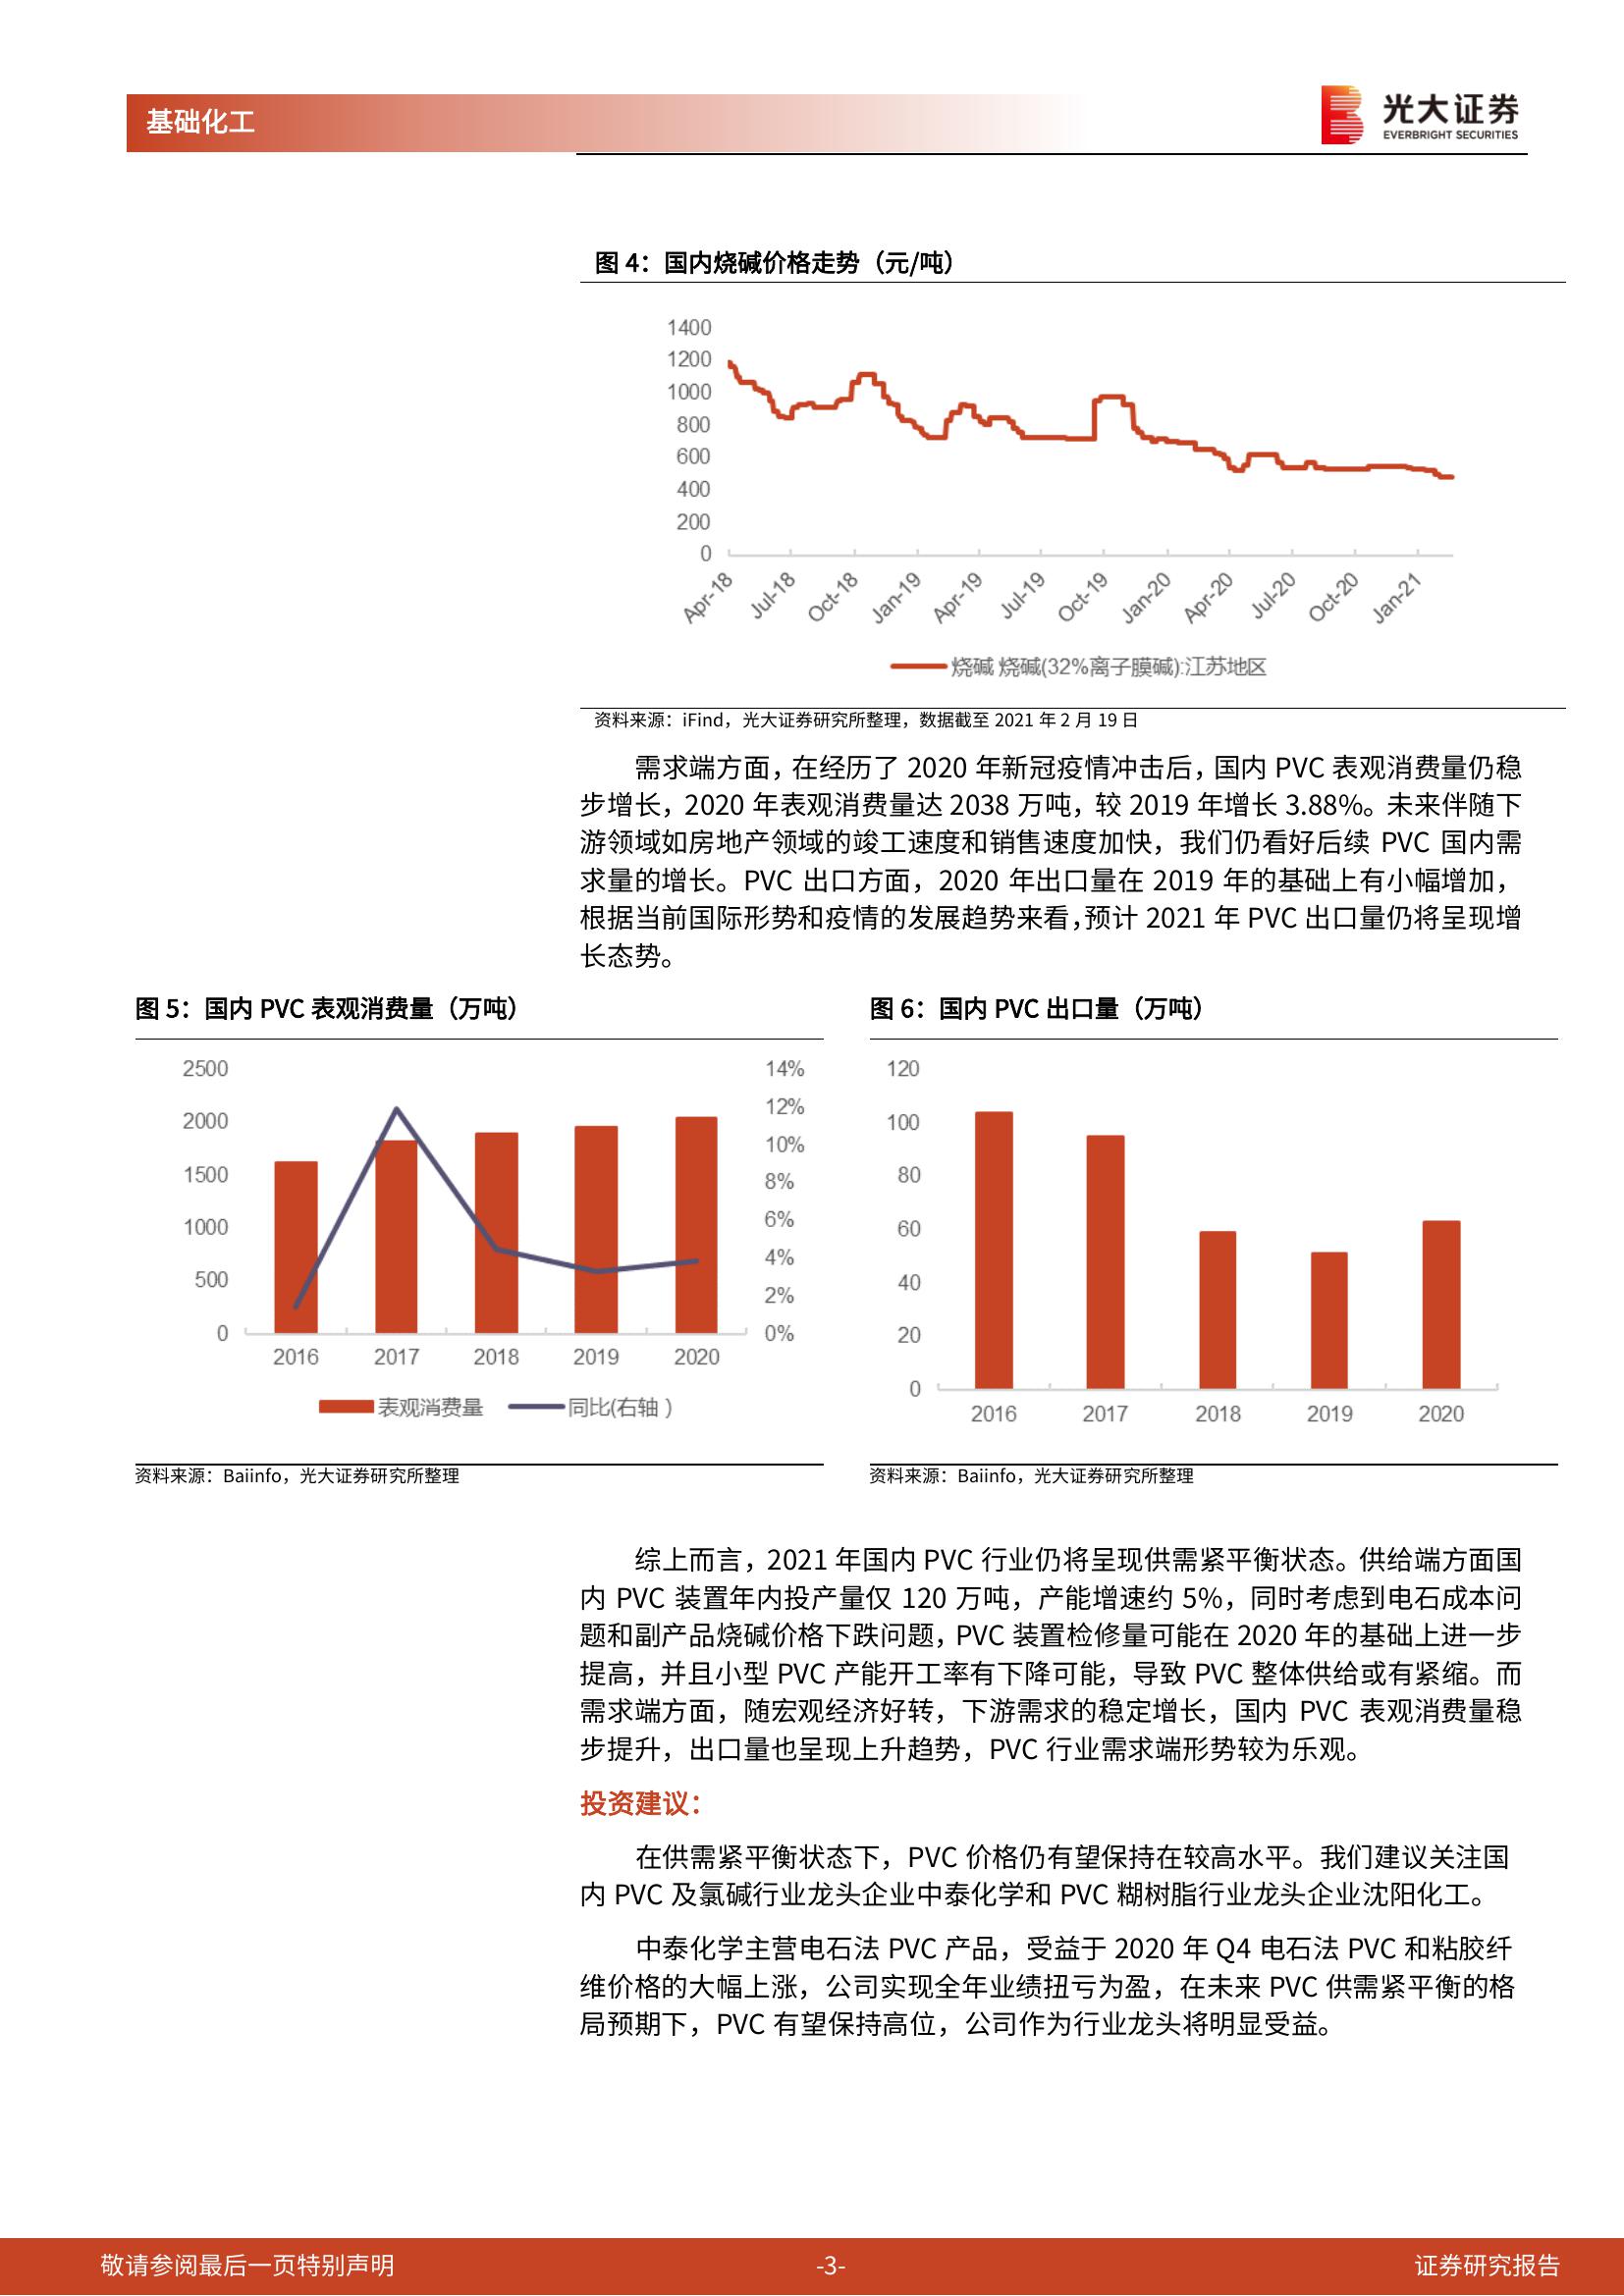 基础化工
光大证券
EVERBRIGHT SECURITIES
图 4：国内烧碱价格走势（元/吨）
1400
1200
1000
800
600
400
200
0
Apr-18
Jul-18
Oct-18
Jan-19
Apr-19
Jul-19
Oct-19
Jan-20
Apr-20
Jul-20
Oct-20
Jan-21
烧碱 烧碱(32%离子膜碱):江苏地区
资料来源：iFind，光大证券研究所整理，数据截至 2021 年 2 月 19 日
需求端方面，在经历了 2020 年新冠疫情冲击后，国内 PVC 表观消费量仍稳
步增长，2020 年表观消费量达 2038 万吨，较 2019 年增长 3.88%。未来伴随下
游领域如房地产领域的竣工速度和销售速度加快，我们仍看好后续 PVC 国内需
求量的增长。PVC 出口方面，2020 年出口量在 2019 年的基础上有小幅增加，
根据当前国际形势和疫情的发展趋势来看，预计 2021 年 PVC 出口量仍将呈现增
长态势。
图 5：国内 PVC 表观消费量（万吨）
2500
2000
1500
1000
500
0
14%
12%
10%
8%
6%
4%
2%
0%
2016 2017 2018 2019 2020
表观消费量 同比(右轴 )
资料来源：Baiinfo，光大证券研究所整理
图 6：国内 PVC 出口量（万吨）
120
100
80
60
40
20
0
2016 2017 2018 2019 2020
资料来源：Baiinfo，光大证券研究所整理
综上而言，2021 年国内 PVC 行业仍将呈现供需紧平衡状态。供给端方面国
内 PVC 装置年内投产量仅 120 万吨，产能增速约 5%，同时考虑到电石成本问
题和副产品烧碱价格下跌问题，PVC 装置检修量可能在 2020 年的基础上进一步
提高，并且小型 PVC 产能开工率有下降可能，导致 PVC 整体供给或有紧缩。而
需求端方面，随宏观经济好转，下游需求的稳定增长，国内 PVC 表观消费量稳
步提升，出口量也呈现上升趋势，PVC 行业需求端形势较为乐观。
投资建议：
在供需紧平衡状态下，PVC 价格仍有望保持在较高水平。我们建议关注国
内 PVC 及氯碱行业龙头企业中泰化学和 PVC 糊树脂行业龙头企业沈阳化工。
中泰化学主营电石法 PVC 产品，受益于 2020 年 Q4 电石法 PVC 和粘胶纤
维价格的大幅上涨，公司实现全年业绩扭亏为盈，在未来 PVC 供需紧平衡的格
局预期下，PVC 有望保持高位，公司作为行业龙头将明显受益。
敬请参阅最后一页特别声明
-3-
证券研究报告